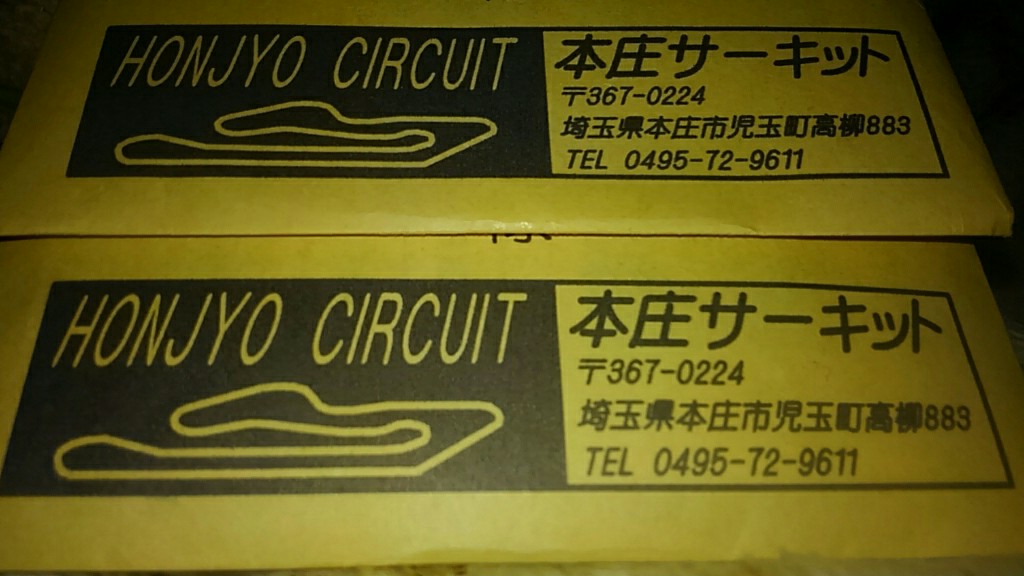 HONJYO CIRCUIT
本庄サーキット
〒367-0224
埼玉県本庄市児玉町高柳883
TEL 0495-72-9611
HONJYO CIRCUIT
本庄サーキット
〒367-0224
埼玉県本庄市児玉町高柳883
TEL 0495-72-9611